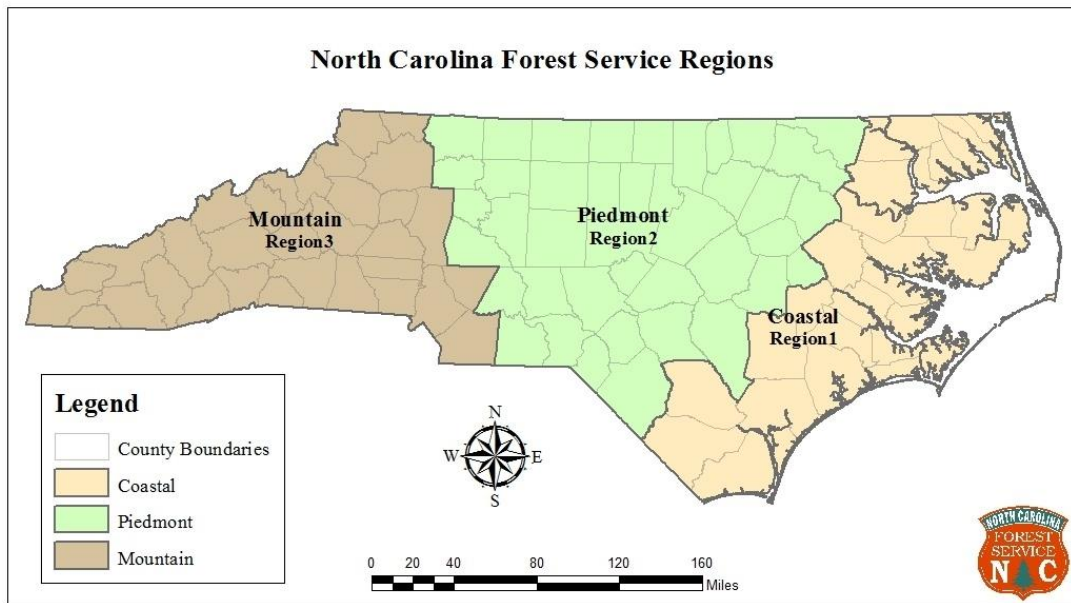 North Carolina Forest Service Regions
Mountain
Region3
Piedmont
Region2
Coastal
Region1
Legend
County Boundaries
Coastal
Piedmont
Mountain
N
W E
S
0 20 40 80 120 160
Miles
NORTH CAROLINA
FOREST
SERVICE
N C